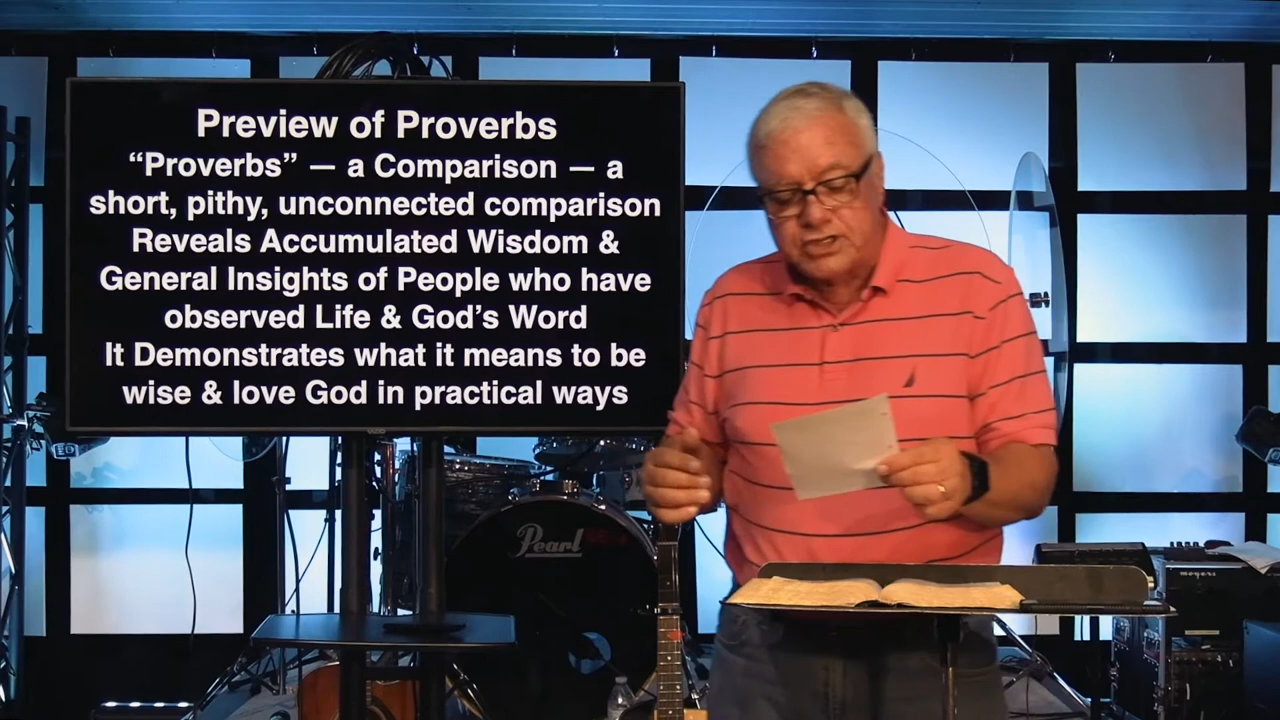 Preview of Proverbs
“Proverbs” — a Comparison — a
short, pithy, unconnected comparison
Reveals Accumulated Wisdom &
General Insights of People who have
observed Life & God’s Word
It Demonstrates what it means to be
wise & love God in practical ways
Pearl